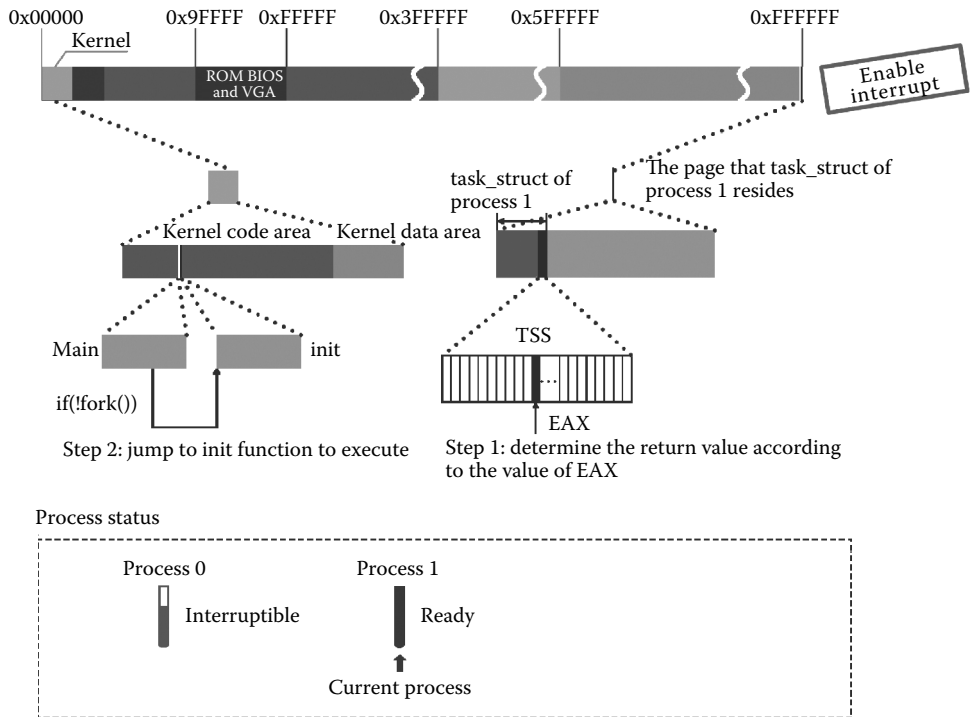 0x00000 0x9FFFF 0xFFFFF 0x3FFFFF 0x5FFFFF 0xFFFFFF
Kernel
ROM BIOS
and VGA
Enable
interrupt
task_struct of
process 1
The page that task_struct of
process 1 resides
Kernel code area Kernel data area
Main
init
if(!fork())
Step 2: jump to init function to execute
TSS
...
EAX
Step 1: determine the return value according
to the value of EAX
Process status
Process 0 Process 1
Interruptible Ready
Current process